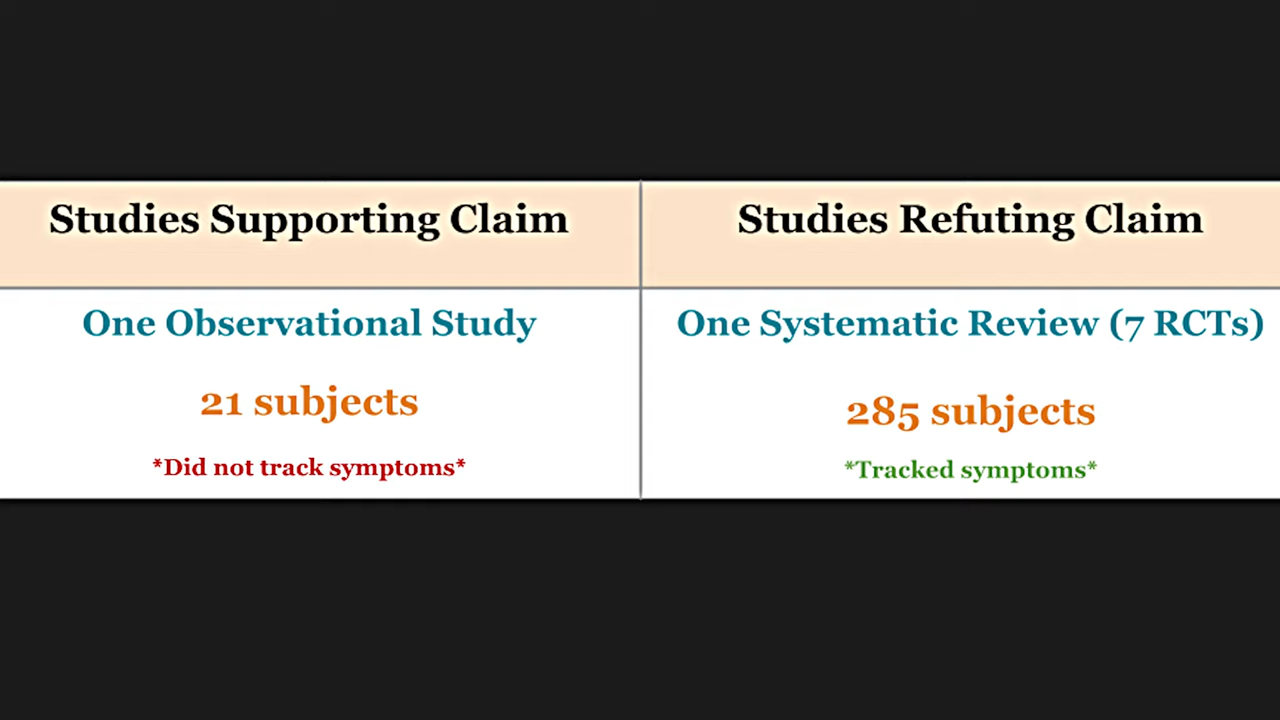 Studies Supporting Claim
Studies Refuting Claim
One Observational Study
One Systematic Review (7 RCTs)
21 subjects
285 subjects
*Did not track symptoms*
*Tracked symptoms*